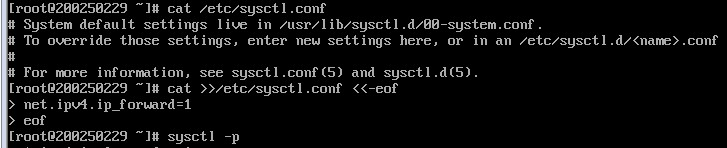 [root@200250229 ~]# cat /etc/sysctl.conf
# System default settings live in /usr/lib/sysctl.d/00-system.conf.
# To override those settings, enter new settings here, or in an /etc/sysctl.d/<name>.conf
#
# For more information, see sysctl.conf(5) and sysctl.d(5).
[root@200250229 ~]# cat >>/etc/sysctl.conf <<-eof
> net.ipv4.ip_forward=1
> eof
[root@200250229 ~]# sysctl -p